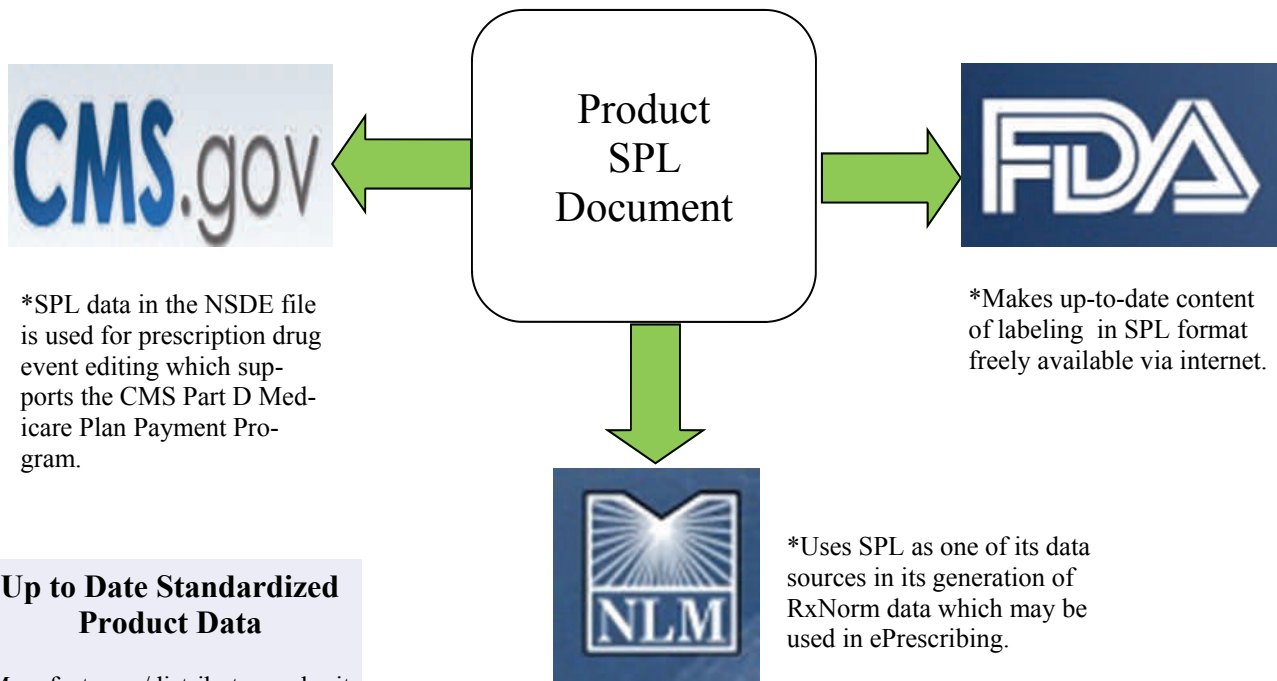 Product
SPL
Document
CMS.gov
FDA
*SPL data in the NSDE file
is used for prescription drug
event editing which sup-
ports the CMS Part D Med-
icare Plan Payment Pro-
gram.
*Makes up-to-date content
of labeling in SPL format
freely available via internet.
NLM
*Uses SPL as one of its data
sources in its generation of
RxNorm data which may be
used in ePrescribing.
Up to Date Standardized
Product Data